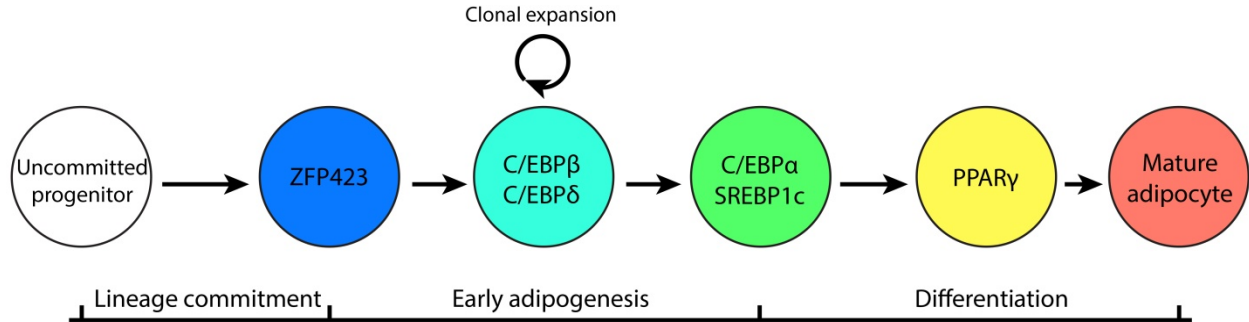 Clonal expansion
Uncommitted
progenitor
ZFP423
C/EBPβ
C/EBPδ
C/EBPα
SREBP1c
PPARγ
Mature
adipocyte
Lineage commitment
Early adipogenesis
Differentiation